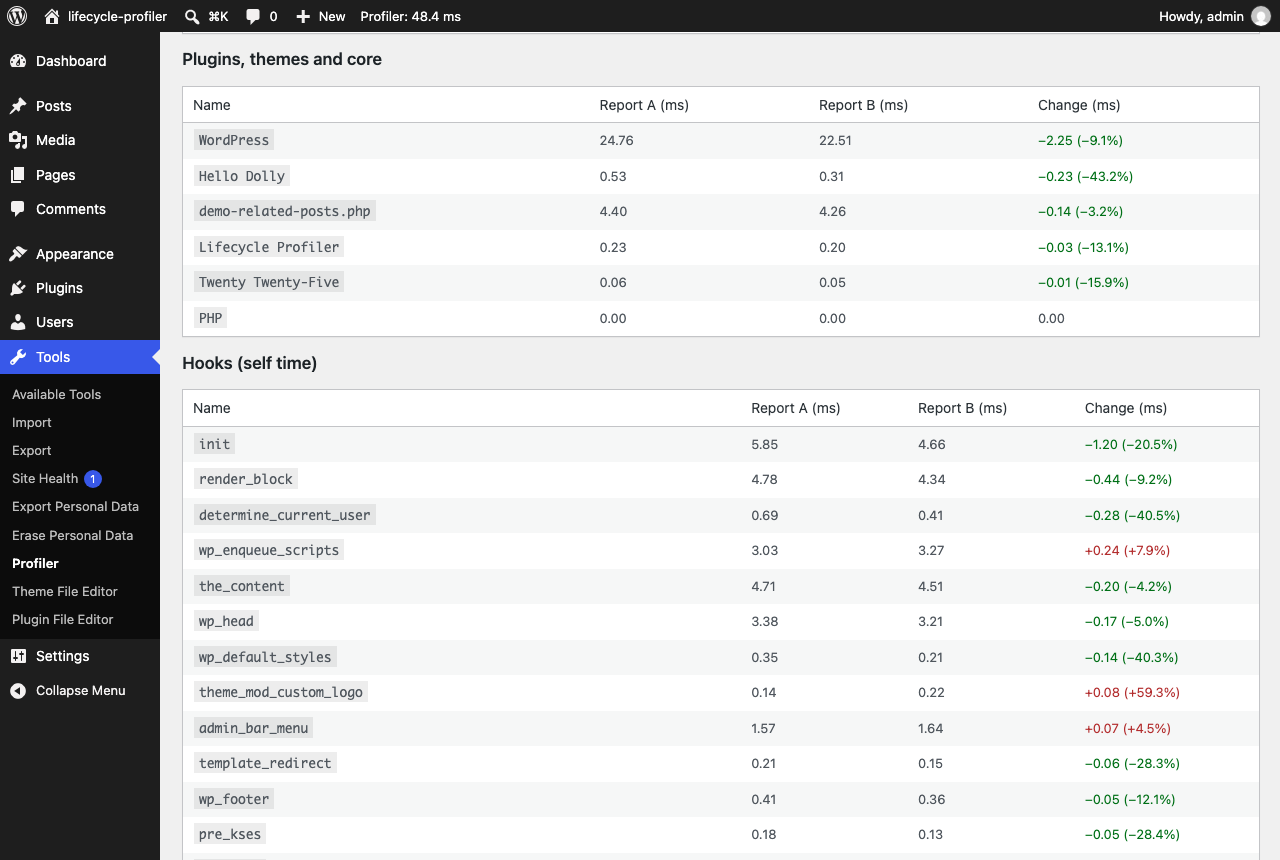 lifecycle-profiler ⌘K 0 New Profiler: 48.4 ms Howdy, admin
Dashboard
Posts
Media
Pages
Comments
Appearance
Plugins
Users
Tools
Available Tools
Import
Export
Site Health 1
Export Personal Data
Erase Personal Data
Profiler
Theme File Editor
Plugin File Editor
Settings
Collapse Menu
Plugins, themes and core
Name Report A (ms) Report B (ms) Change (ms)
WordPress 24.76 22.51 −2.25 (−9.1%)
Hello Dolly 0.53 0.31 −0.23 (−43.2%)
demo-related-posts.php 4.40 4.26 −0.14 (−3.2%)
Lifecycle Profiler 0.23 0.20 −0.03 (−13.1%)
Twenty Twenty-Five 0.06 0.05 −0.01 (−15.9%)
PHP 0.00 0.00 0.00
Hooks (self time)
Name Report A (ms) Report B (ms) Change (ms)
init 5.85 4.66 −1.20 (−20.5%)
render_block 4.78 4.34 −0.44 (−9.2%)
determine_current_user 0.69 0.41 −0.28 (−40.5%)
wp_enqueue_scripts 3.03 3.27 +0.24 (+7.9%)
the_content 4.71 4.51 −0.20 (−4.2%)
wp_head 3.38 3.21 −0.17 (−5.0%)
wp_default_styles 0.35 0.21 −0.14 (−40.3%)
theme_mod_custom_logo 0.14 0.22 +0.08 (+59.3%)
admin_bar_menu 1.57 1.64 +0.07 (+4.5%)
template_redirect 0.21 0.15 −0.06 (−28.3%)
wp_footer 0.41 0.36 −0.05 (−12.1%)
pre_kses 0.18 0.13 −0.05 (−28.4%)